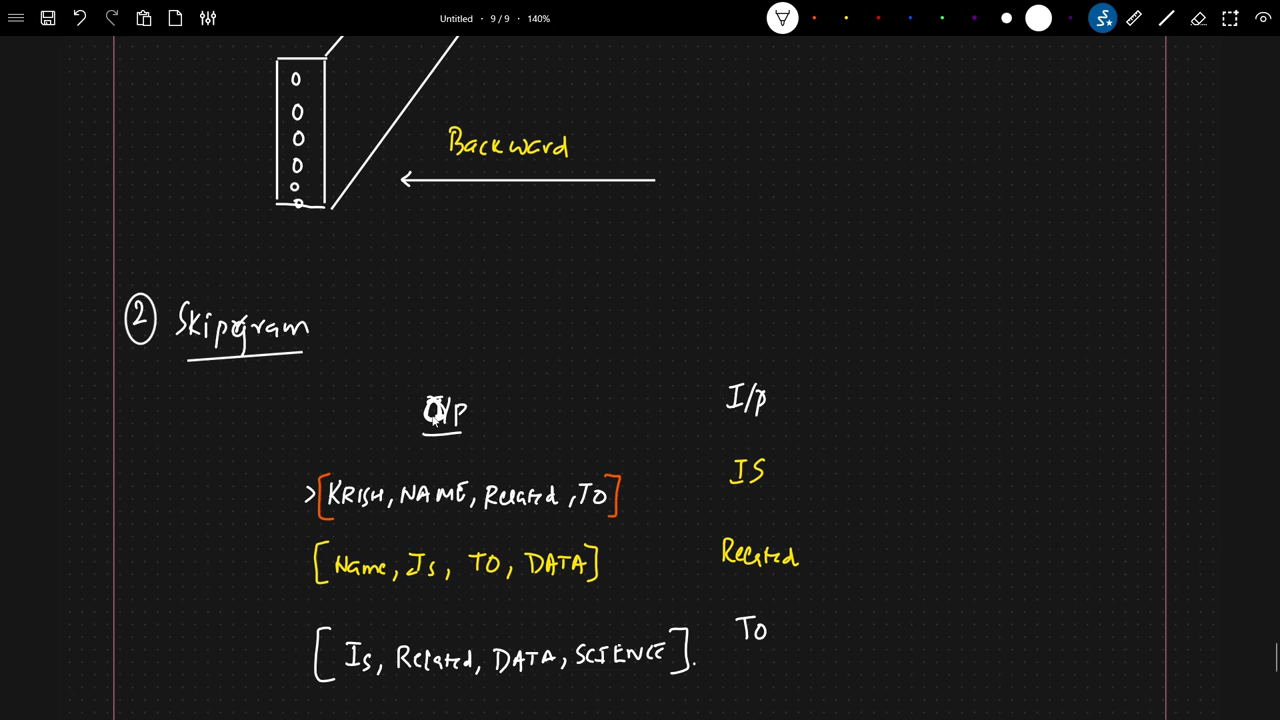 Untitled • 9 / 9 • 140%
Backward
② Skipgram
O/p I/p
> [KRISH, NAME, Related, To] IS
[Name, Is, TO, DATA] Related
[Is, Related, DATA, SCIENCE]. To